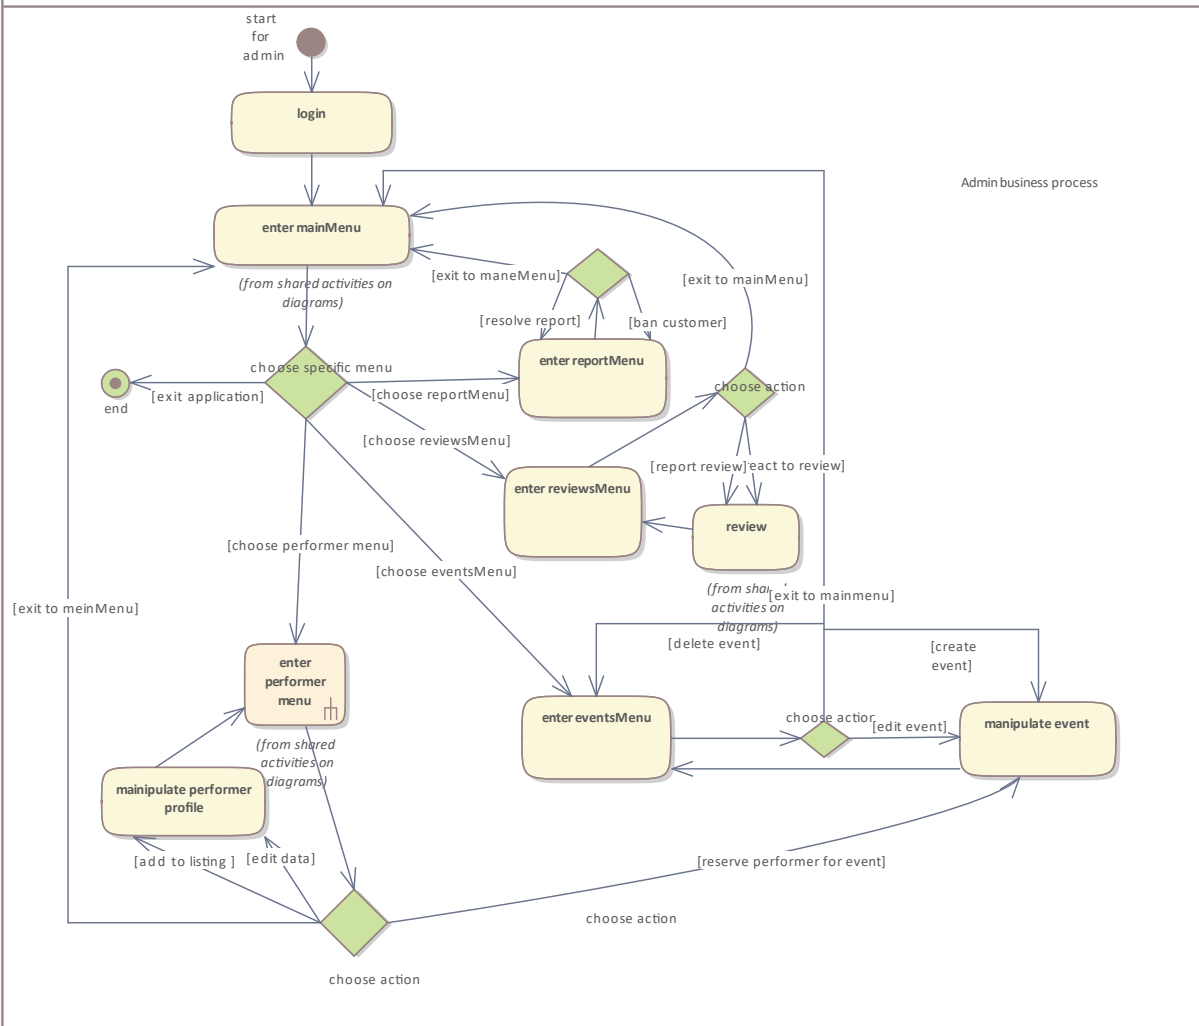 start
for
admin
login
Admin business process
enter mainMenu
(from shared activities on
diagrams)
[exit to maneMenu]
[exit to mainMenu]
[resolve report]
[ban customer]
enter reportMenu
choose specific menu
choose action
[exit application]
[choose reportMenu]
end
[choose reviewsMenu]
[report review]
eact to review]
enter reviewsMenu
review
[choose performer menu]
[choose eventsMenu]
(from shar
activities on
diagrams)
[exit to mainmenu]
[exit to meinMenu]
[delete event]
[create
event]
enter
performer
menu
enter eventsMenu
choose action
[edit event]
manipulate event
(from shared
activities on
diagrams)
mainipulate performer
profile
[add to listing ]
[edit data]
[reserve performer for event]
choose action
choose action